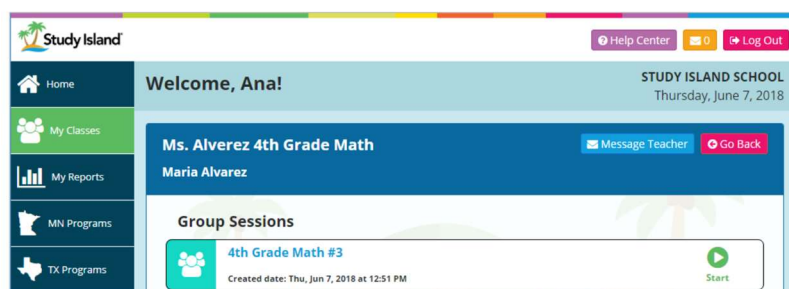 Study Island
Help Center
0
Log Out
Home
My Classes
My Reports
MN Programs
TX Programs
Welcome, Ana!
STUDY ISLAND SCHOOL
Thursday, June 7, 2018
Ms. Alverez 4th Grade Math
Message Teacher
Go Back
Maria Alvarez
Group Sessions
4th Grade Math #3
Created date: Thu, Jun 7, 2018 at 12:51 PM
Start